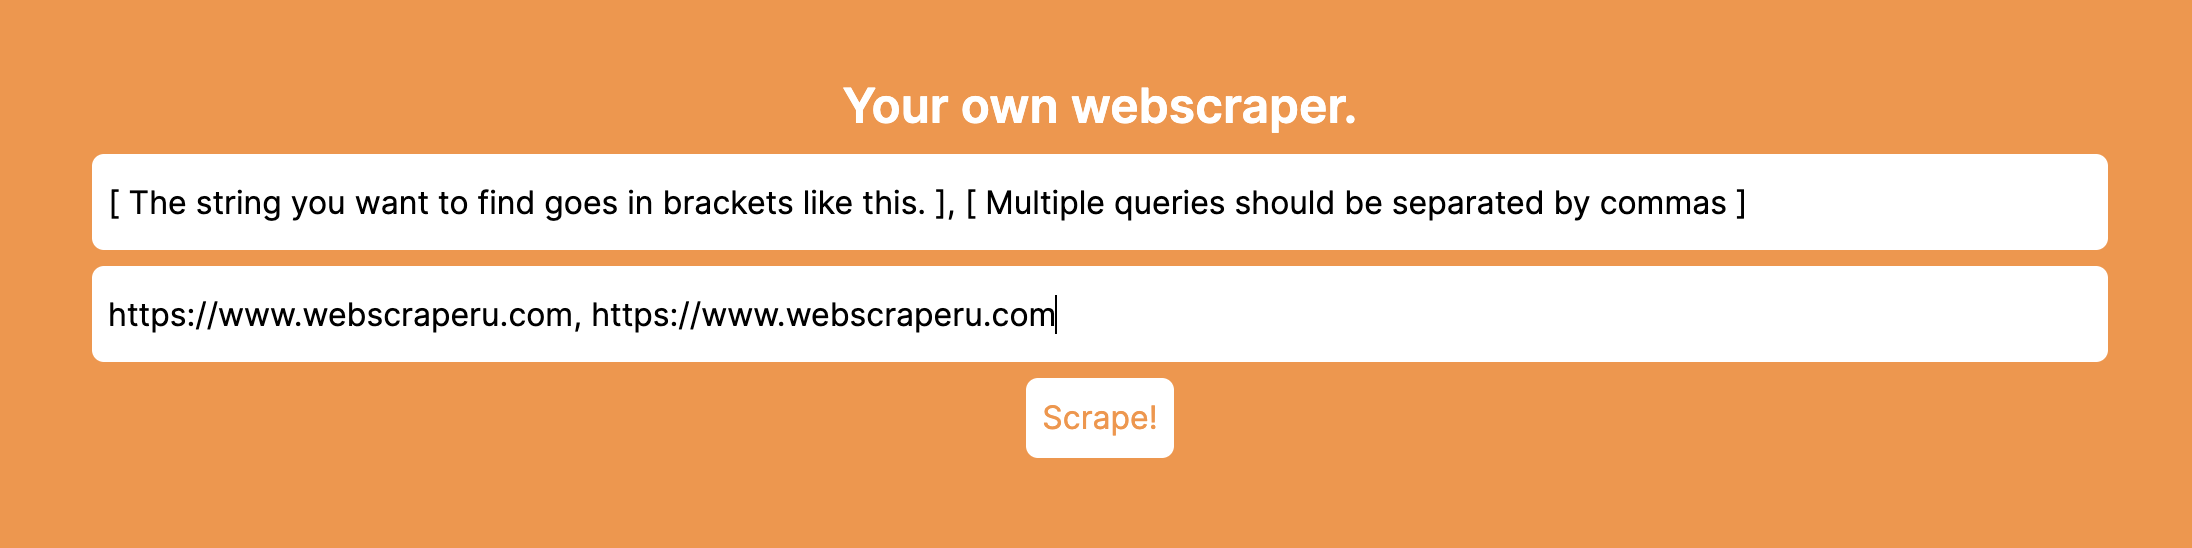 Your own webscraper.
[ The string you want to find goes in brackets like this. ], [ Multiple queries should be separated by commas ]
https://www.webscraperu.com, https://www.webscraperu.com
Scrape!